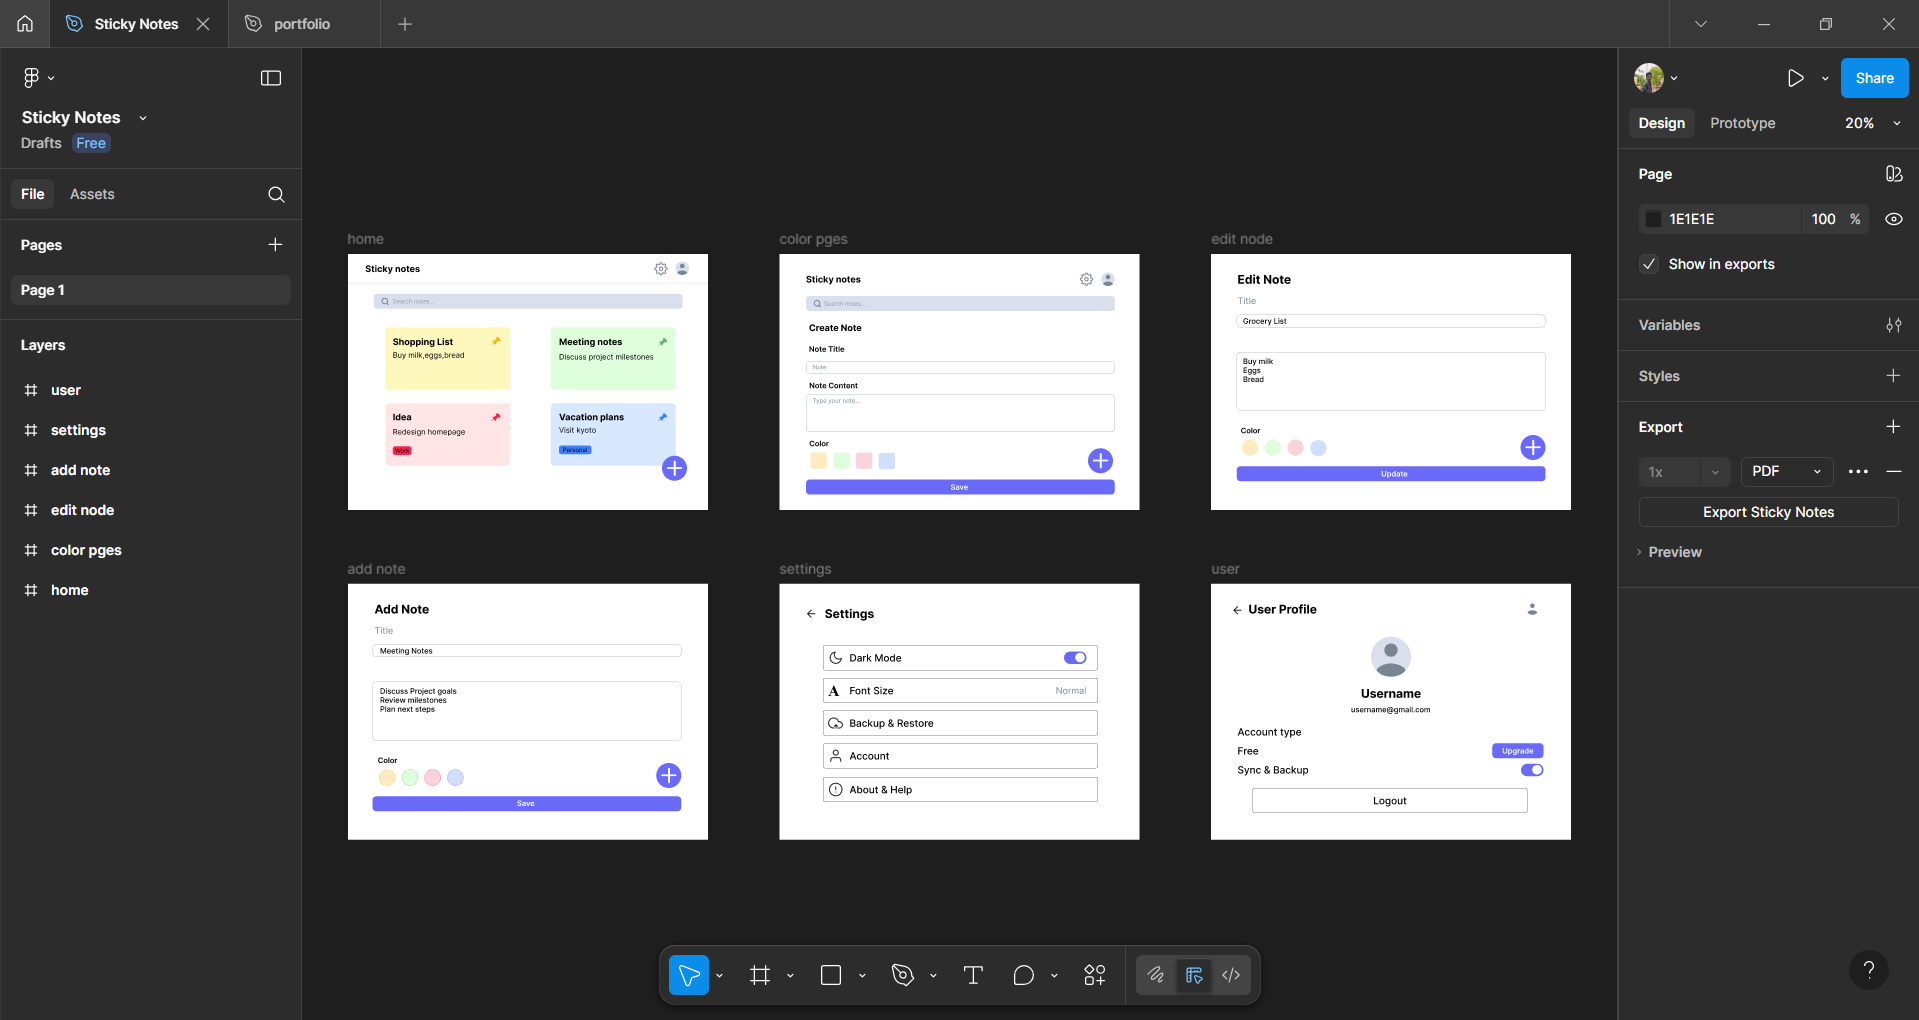 Sticky Notes
portfolio
Sticky Notes
Drafts Free
File Assets
Pages
Page 1
Layers
user
settings
add note
edit node
color pges
home
home
Sticky notes
Search notes...
Shopping List
Buy milk,eggs,bread
Meeting notes
Discuss project milestones
Idea
Redesign homepage
Work
Vacation plans
Visit kyoto
Personal
color pges
Sticky notes
Search notes...
Create Note
Note Title
Note
Note Content
Type your note...
Color
Save
edit node
Edit Note
Title
Grocery List
Buy milk
Eggs
Bread
Color
Update
add note
Add Note
Title
Meeting Notes
Discuss Project goals
Review milestones
Plan next steps
Color
Save
settings
Settings
Dark Mode
Font Size Normal
Backup & Restore
Account
About & Help
user
User Profile
Username
username@gmail.com
Account type
Free Upgrade
Sync & Backup
Logout
Share
Design Prototype 20%
Page
1E1E1E 100 %
Show in exports
Variables
Styles
Export
1x PDF
Export Sticky Notes
Preview